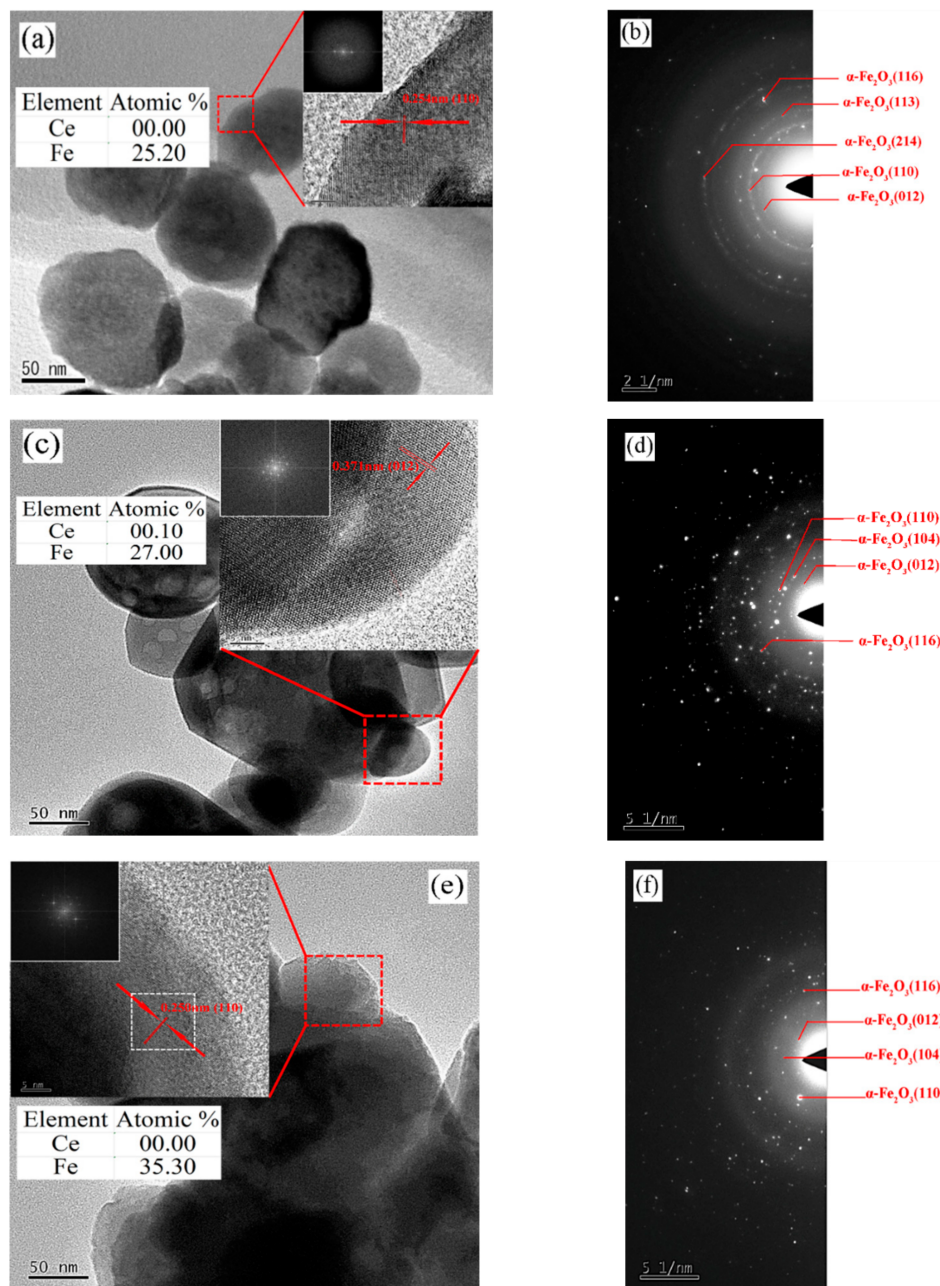 (a)
Element Atomic %
Ce 00.00
Fe 25.20
50 nm
(b)
α-Fe₂O₃(116)
α-Fe₂O₃(113)
α-Fe₂O₃(214)
α-Fe₂O₃(110)
α-Fe₂O₃(012)
2 1/nm
(c)
0.371nm (012)
Element Atomic %
Ce 00.10
Fe 27.00
50 nm
(d)
α-Fe₂O₃(110)
α-Fe₂O₃(104)
α-Fe₂O₃(012)
α-Fe₂O₃(116)
5 1/nm
(e)
(110)
5 nm
Element Atomic %
Ce 00.00
Fe 35.30
50 nm
(f)
α-Fe₂O₃(116)
α-Fe₂O₃(012
α-Fe₂O₃(104
α-Fe₂O₃(110
5 1/nm